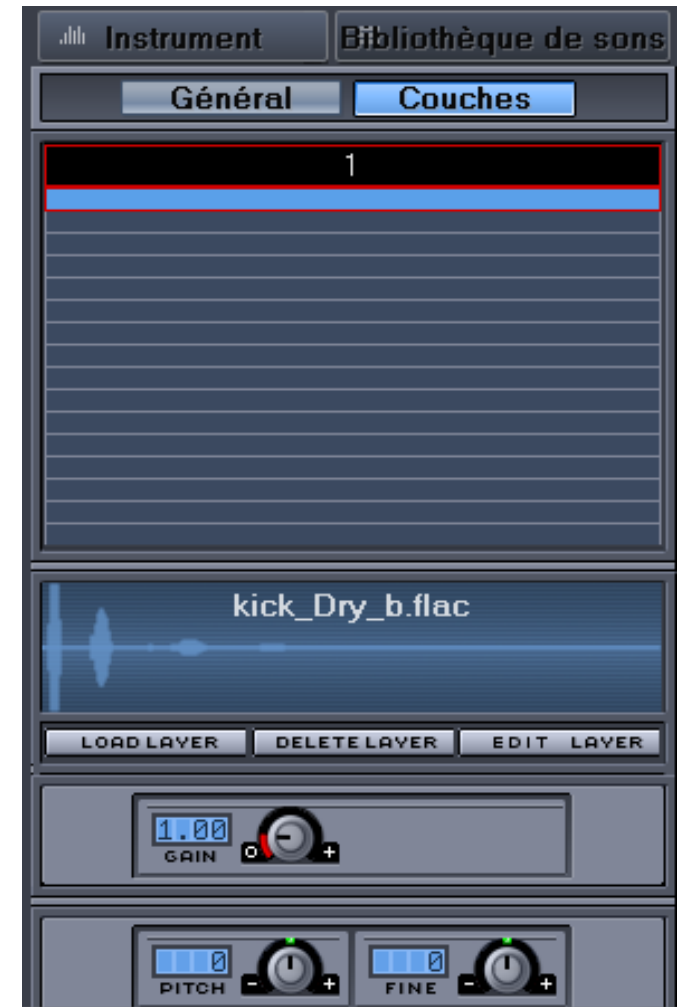 Instrument Bibliothèque de sons
Général Couches
1
kick_Dry_b.flac
LOAD LAYER DELETE LAYER EDIT LAYER
1.00
GAIN
0 0
PITCH FINE